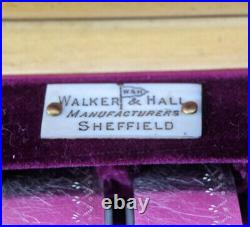 W&H
WALKER & HALL
MANUFACTURERS
SHEFFIELD